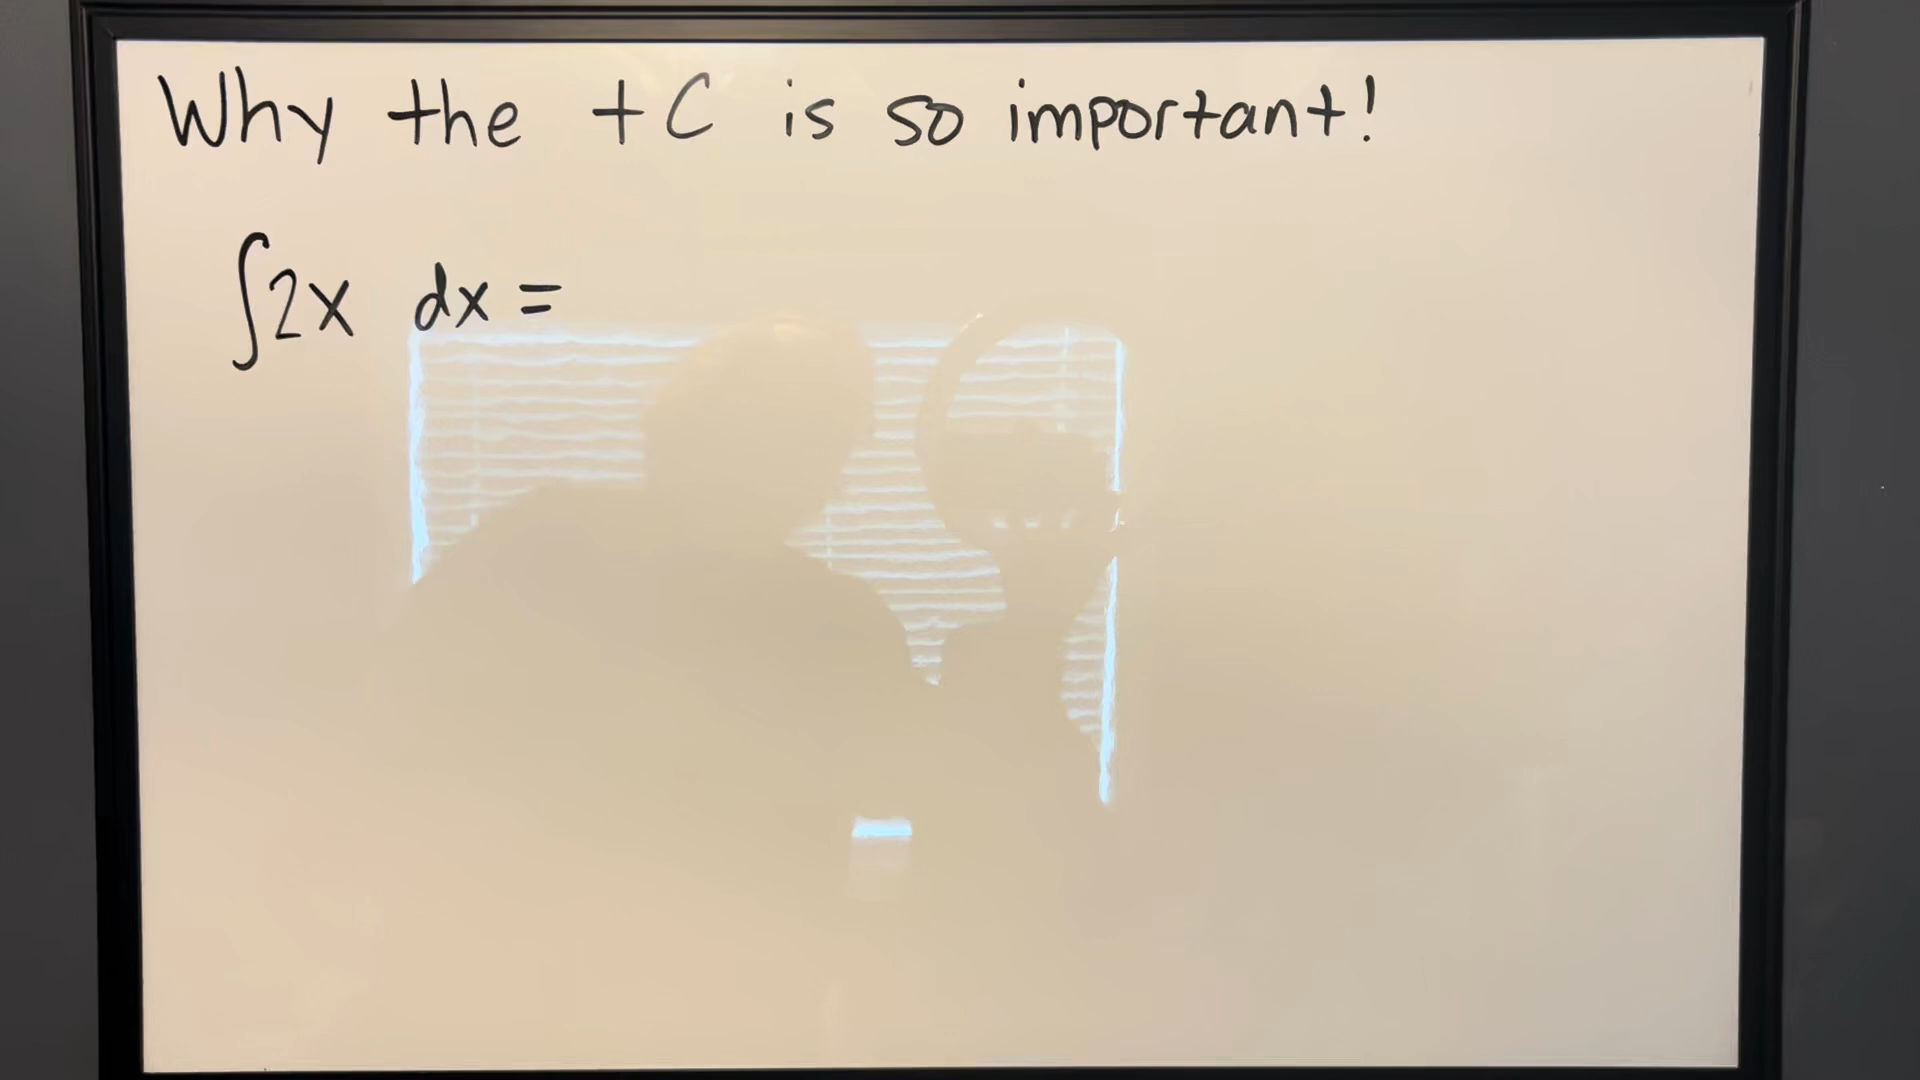 Why the +C is so important!
∫2x dx =